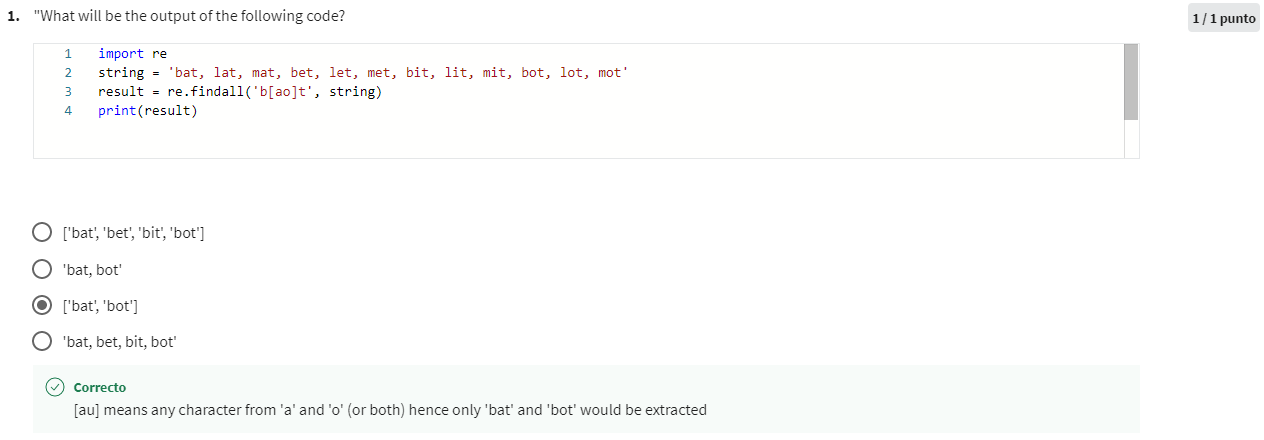 1. "What will be the output of the following code?
1 / 1 punto
1 import re
2 string = 'bat, lat, mat, bet, let, met, bit, lit, mit, bot, lot, mot'
3 result = re.findall('b[ao]t', string)
4 print(result)
['bat', 'bet', 'bit', 'bot']
'bat, bot'
['bat', 'bot']
'bat, bet, bit, bot'
Correcto
[au] means any character from 'a' and 'o' (or both) hence only 'bat' and 'bot' would be extracted